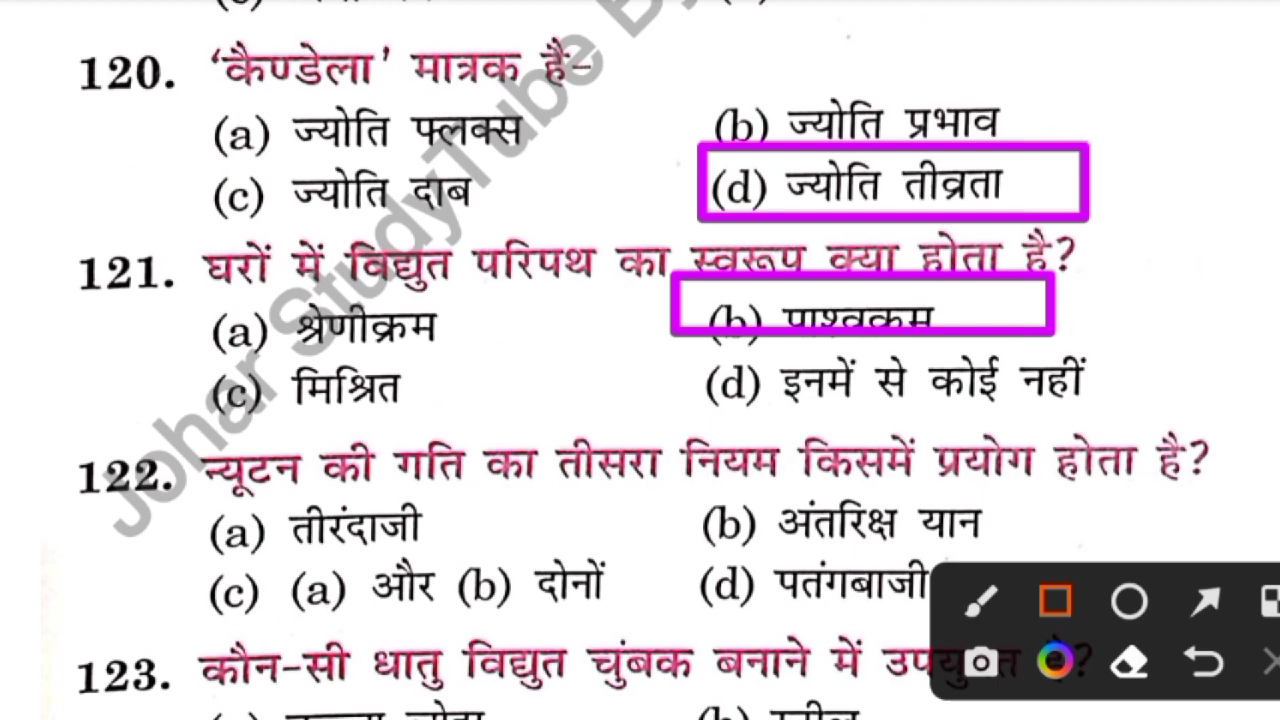 120. ‘कैण्डेला’ मात्रक है–
(a) ज्योति फ्लक्स (b) ज्योति प्रभाव
(c) ज्योति दाब (d) ज्योति तीव्रता
121. घरों में विद्युत परिपथ का स्वरूप क्या होता है?
(a) श्रेणीक्रम (b) पार्श्वक्रम
(c) मिश्रित (d) इनमें से कोई नहीं
122. न्यूटन की गति का तीसरा नियम किसमें प्रयोग होता है?
(a) तीरंदाजी (b) अंतरिक्ष यान
(c) (a) और (b) दोनों (d) पतंगबाजी
123. कौन-सी धातु विद्युत चुंबक बनाने में
Johar StudyTube By